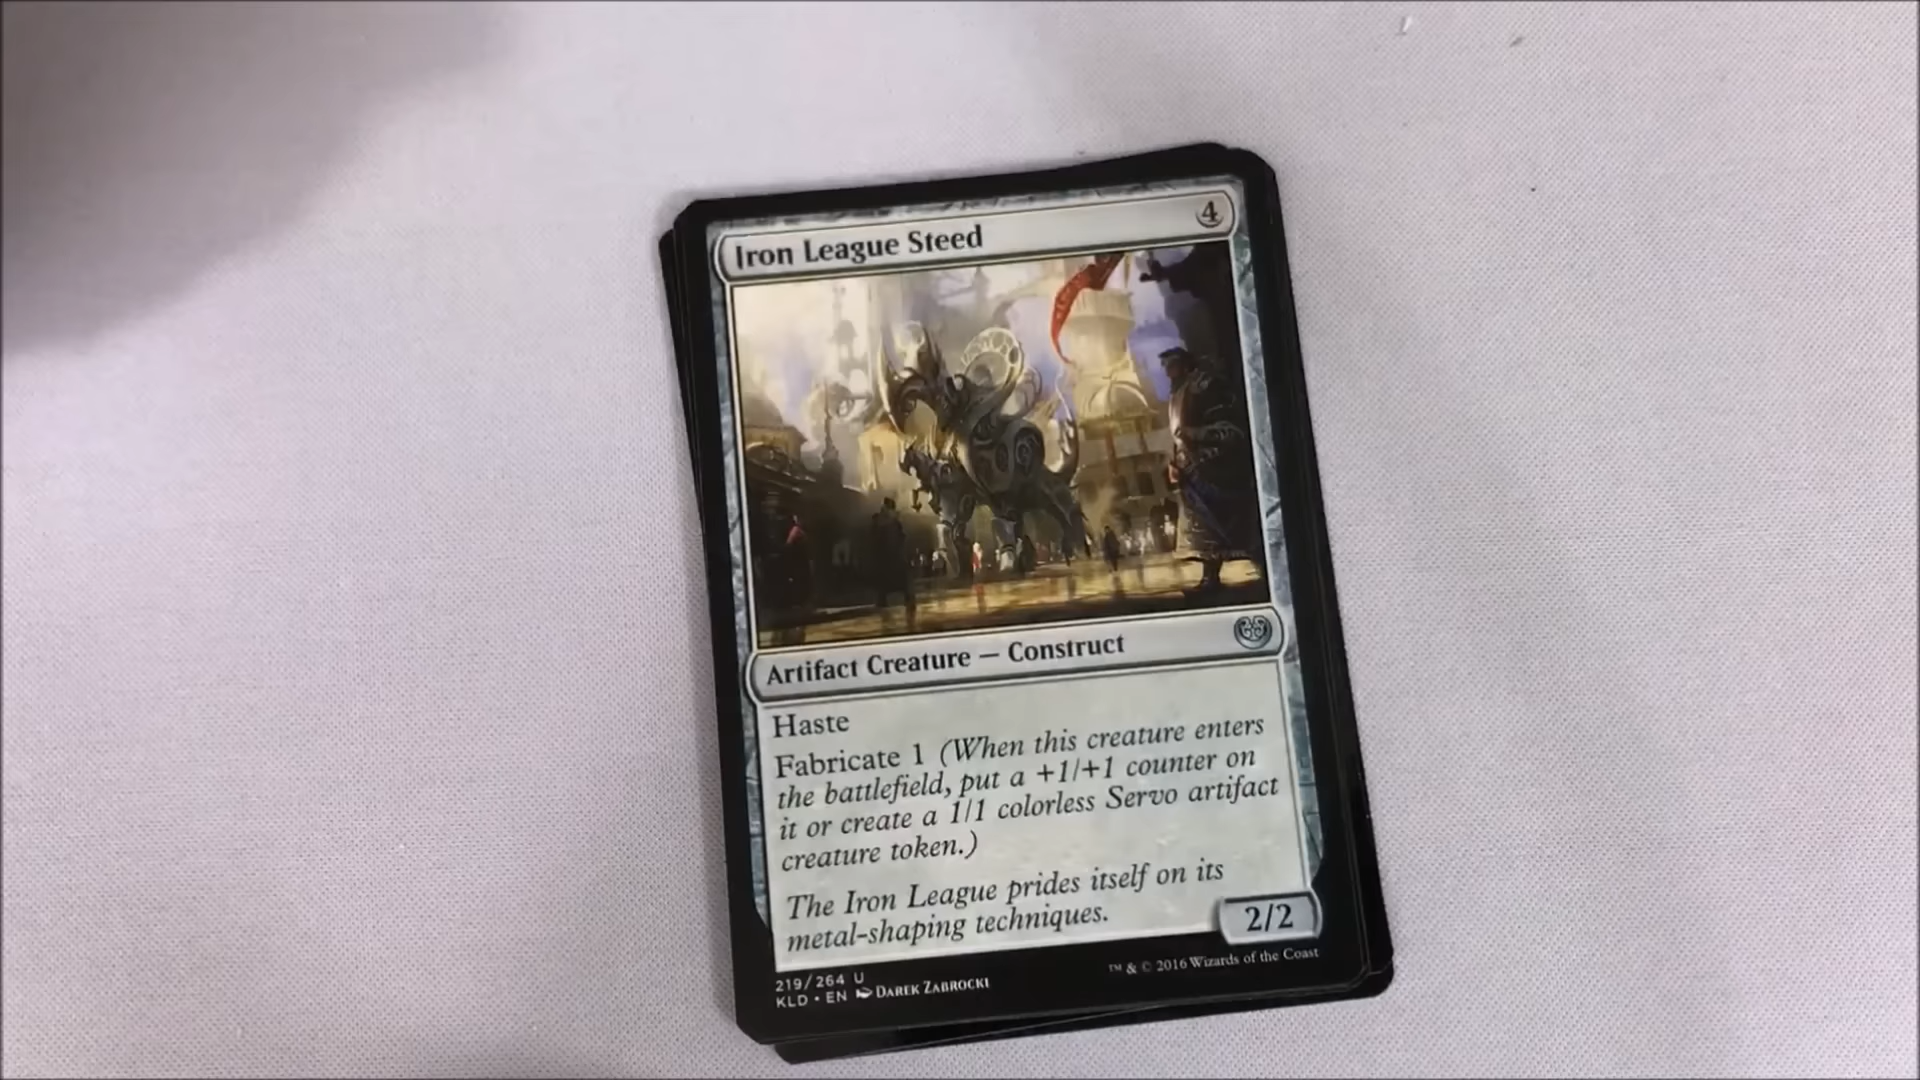 Iron League Steed 4
Artifact Creature — Construct
Haste
Fabricate 1 (When this creature enters
the battlefield, put a +1/+1 counter on
it or create a 1/1 colorless Servo artifact
creature token.)
The Iron League prides itself on its
metal-shaping techniques.
2/2
219/264 U
KLD • EN Darek Zabrocki
™ & © 2016 Wizards of the Coast